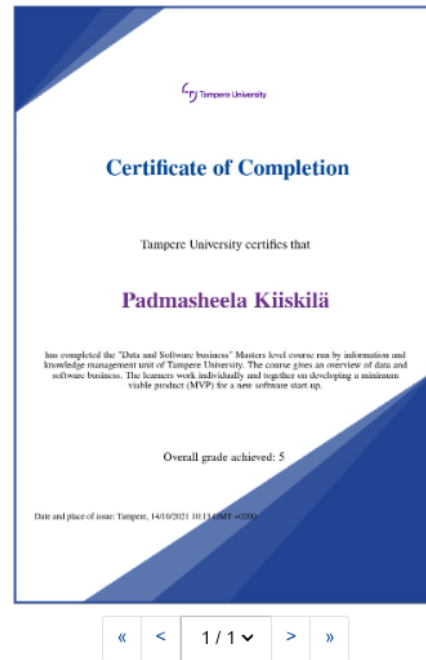 Tampere University
Certificate of Completion
Tampere University certifies that
Padmasheela Kiiskilä
has completed the "Data and Software business" Masters level course run by information and
knowledge management unit of Tampere University. The course gives an overview of data and
software business. The learners work individually and together on developing a minimum
viable product (MVP) for a new software start-up.
Overall grade achieved: 5
Date and place of issue: Tampere, 14/10/2021 10:13 GMT +0200
« < 1 / 1 > »